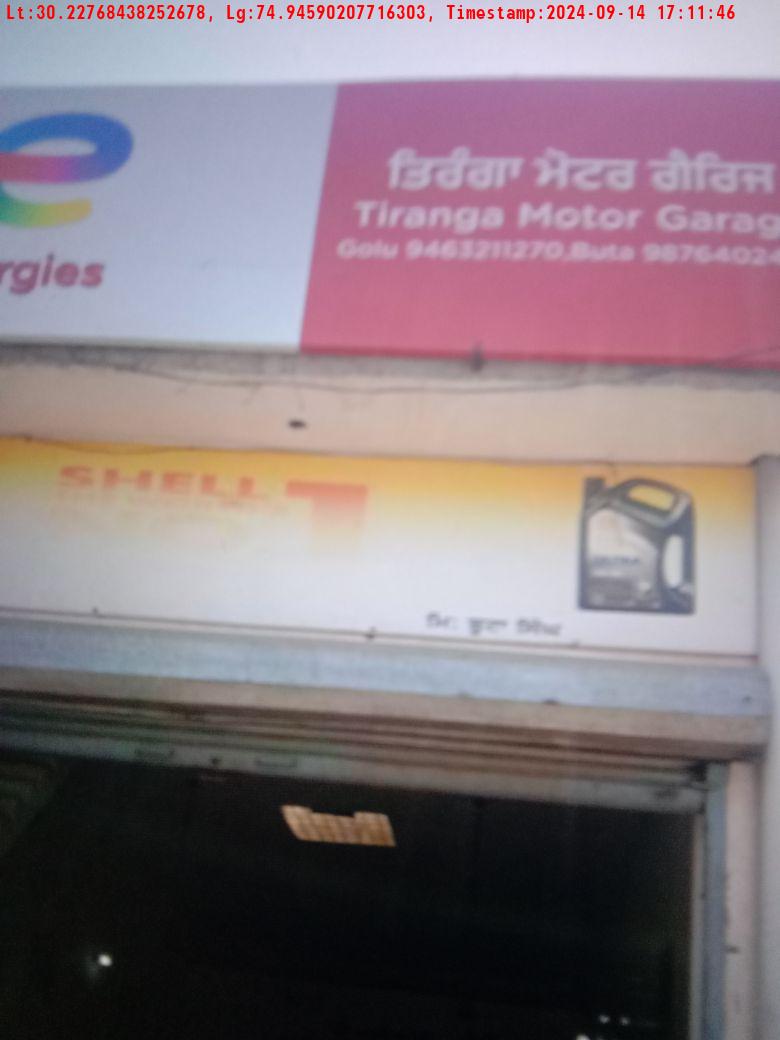 Lt:30.22768438252678, Lg:74.94590207716303, Timestamp:2024-09-14 17:11:46
rgies
ਤਿਰੰਗਾ ਮੋਟਰ ਗੈਰਿਜ
Tiranga Motor Garag
Golu 9463211270,Buta 98764024
SHELL
ਮਿ: ਬੂਟਾ ਸਿੰਘ